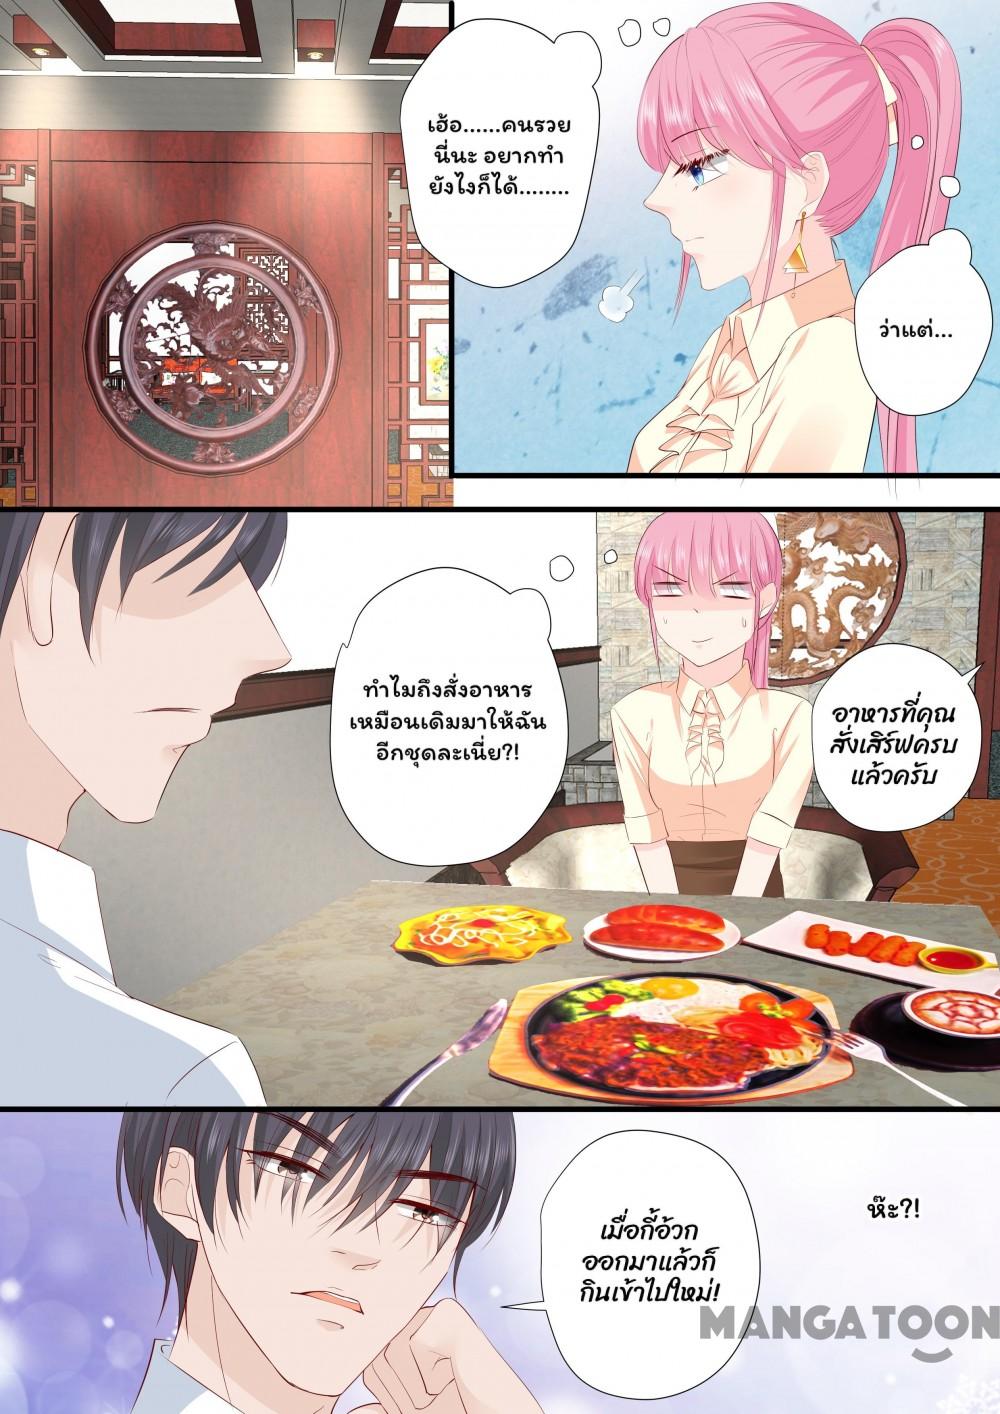 เฮ้อ......คนรวย
นี่นะ อยากทำ
ยังไงก็ได้........
ว่าแต่...
ทำไมถึงสั่งอาหาร
เหมือนเดิมมาให้ฉัน
อีกชุดละเนี่ย?!
อาหารที่คุณ
สั่งเสิร์ฟครบ
แล้วครับ
เมื่อกี้อ้วก
ออกมาแล้วก็
กินเข้าไปใหม่!
ห๊ะ?!
MANGATOON